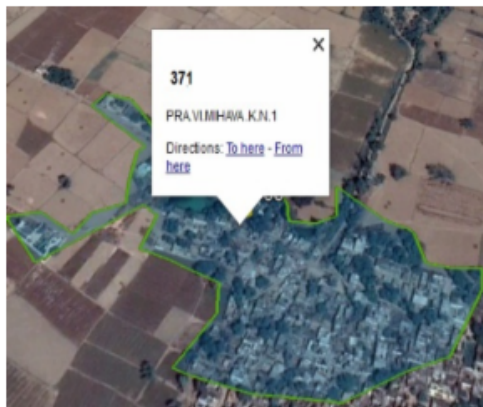 X
371
PRA.VI.MIHAVA.K.N.1
Directions: To here - From
here